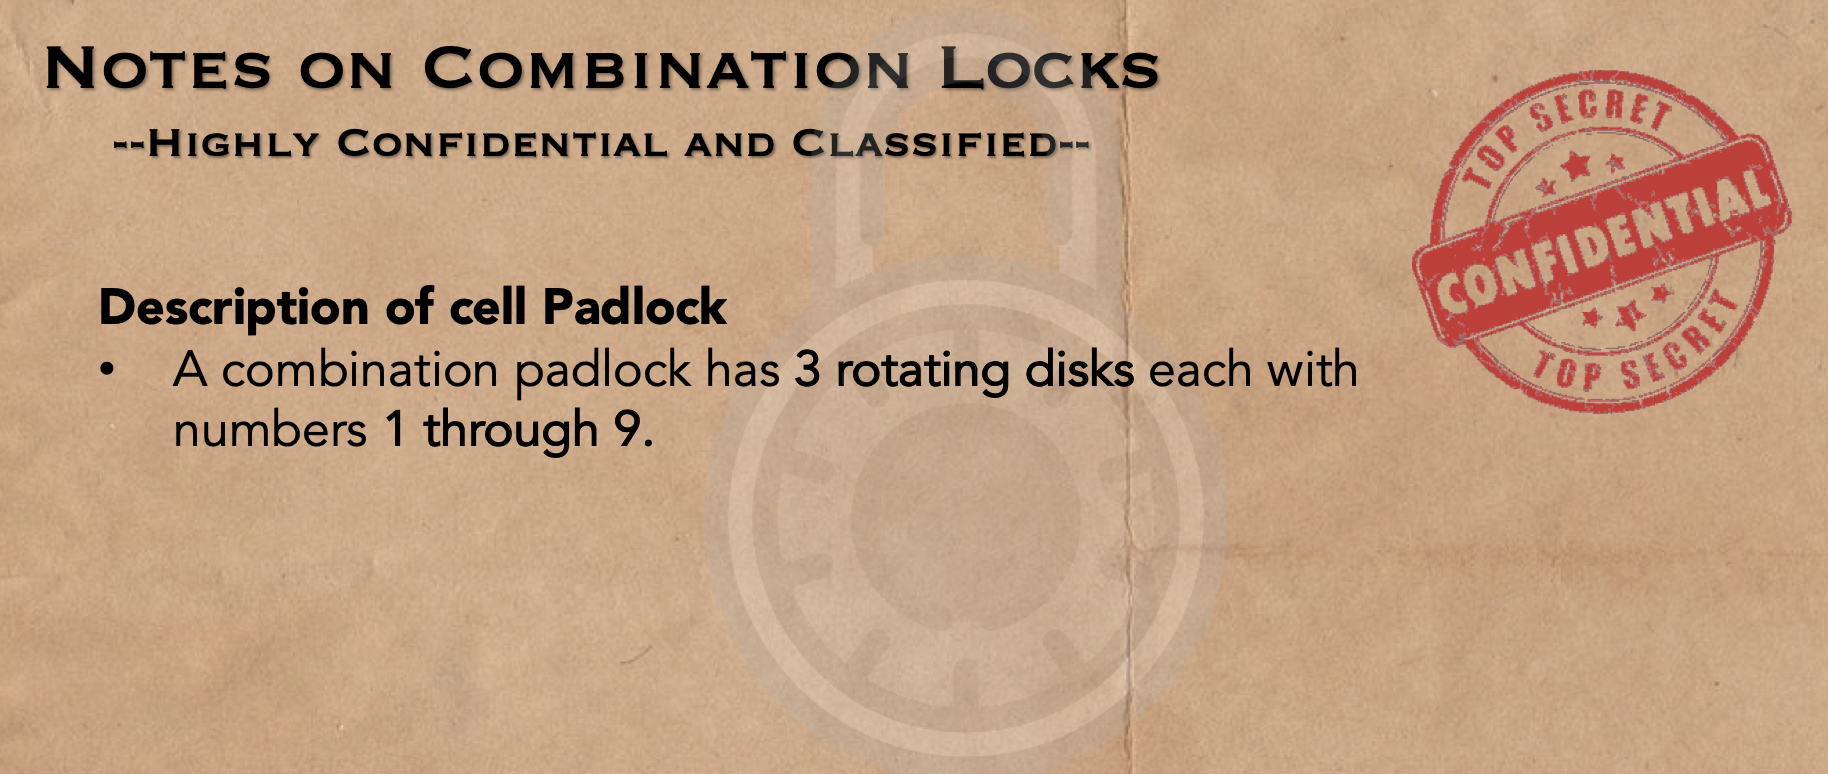 Notes on Combination Locks
--Highly Confidential and Classified--
TOP SECRET
CONFIDENTIAL
TOP SECRET
Description of cell Padlock
• A combination padlock has 3 rotating disks each with
numbers 1 through 9.